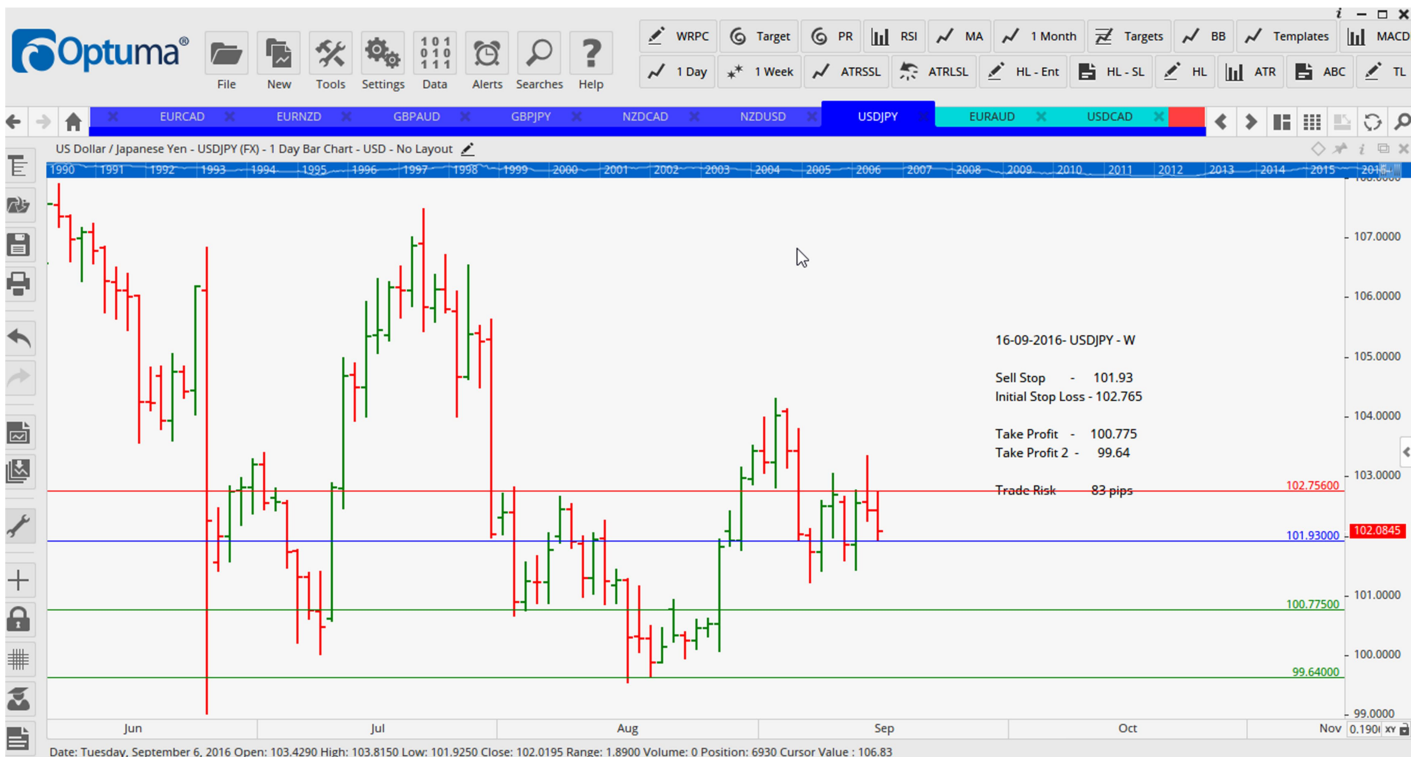 i
Optuma®
WRPC Target PR RSI MA 1 Month Targets BB Templates MACD
1 Day 1 Week ATRSSL ATRLSL HL - Ent HL - SL HL ATR ABC TL
File New Tools Settings Data Alerts Searches Help
EURCAD EURNZD GBPAUD GBPJPY NZDCAD NZDUSD USDJPY EURAUD USDCAD
US Dollar / Japanese Yen - USDJPY (FX) - 1 Day Bar Chart - USD - No Layout
1990 1991 1992 1993 1994 1995 1996 1997 1998 1999 2000 2001 2002 2003 2004 2005 2006 2007 2008 2009 2010 2011 2012 2013 2014 2015
107.0000
106.0000
16-09-2016- USDJPY - W
105.0000
Sell Stop - 101.93
Initial Stop Loss - 102.765
104.0000
Take Profit - 100.775
Take Profit 2 - 99.64
103.0000
Trade Risk 83 pips
102.75600
102.0845
101.93000
101.0000
100.77500
100.0000
99.64000
99.0000
Jun Jul Aug Sep Oct Nov
XY
Date: Tuesday, September 6, 2016 Open: 103.4290 High: 103.8150 Low: 101.9250 Close: 102.0195 Range: 1.8900 Volume: 0 Position: 6930 Cursor Value : 106.83